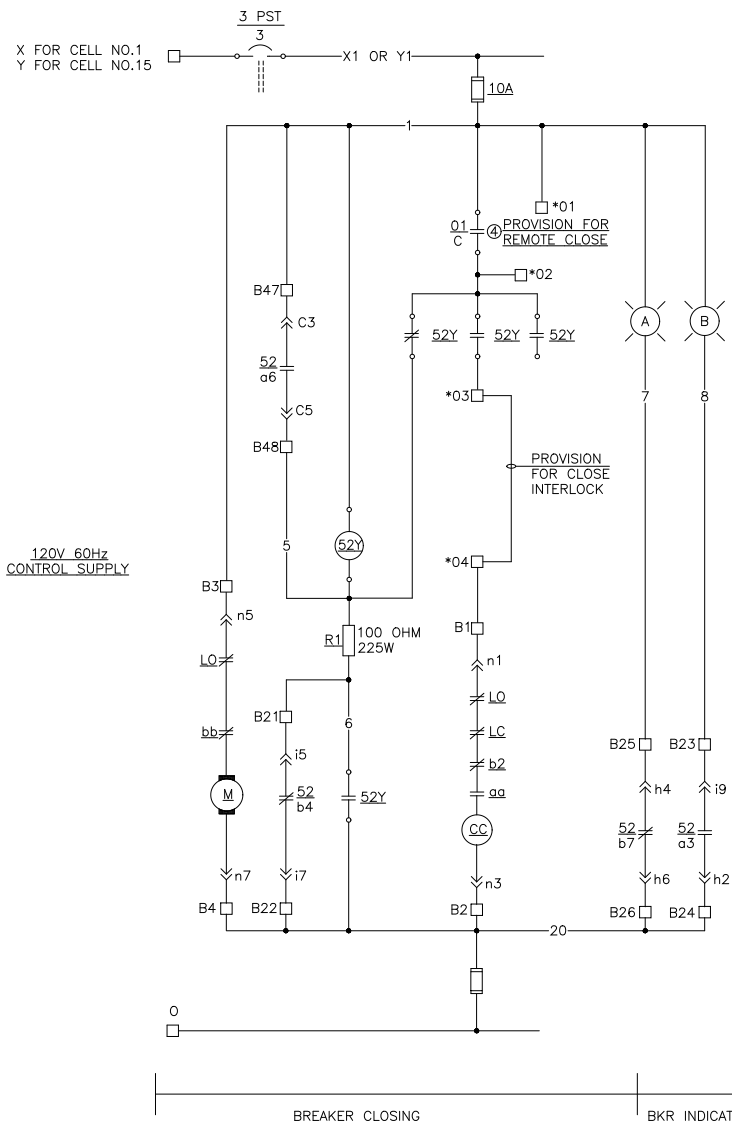 3 PST
3
X FOR CELL NO.1
Y FOR CELL NO.15
X1 OR Y1
10A
1
*01
01
C
4
PROVISION FOR
REMOTE CLOSE
*02
B47
C3
52Y
52Y
52Y
A
B
52
a6
C5
*03
7
8
B48
PROVISION
FOR CLOSE
INTERLOCK
120V 60Hz
CONTROL SUPPLY
5
52Y
*04
B3
n5
R1
100 OHM
225W
B1
LO
n1
bb
B21
6
LO
LC
B25
B23
i5
b2
M
52
b4
52Y
aa
h4
i9
CC
52
b7
52
a3
n7
i7
n3
h6
h2
B4
B22
B2
B26
B24
20
O
BREAKER CLOSING
BKR INDICAT